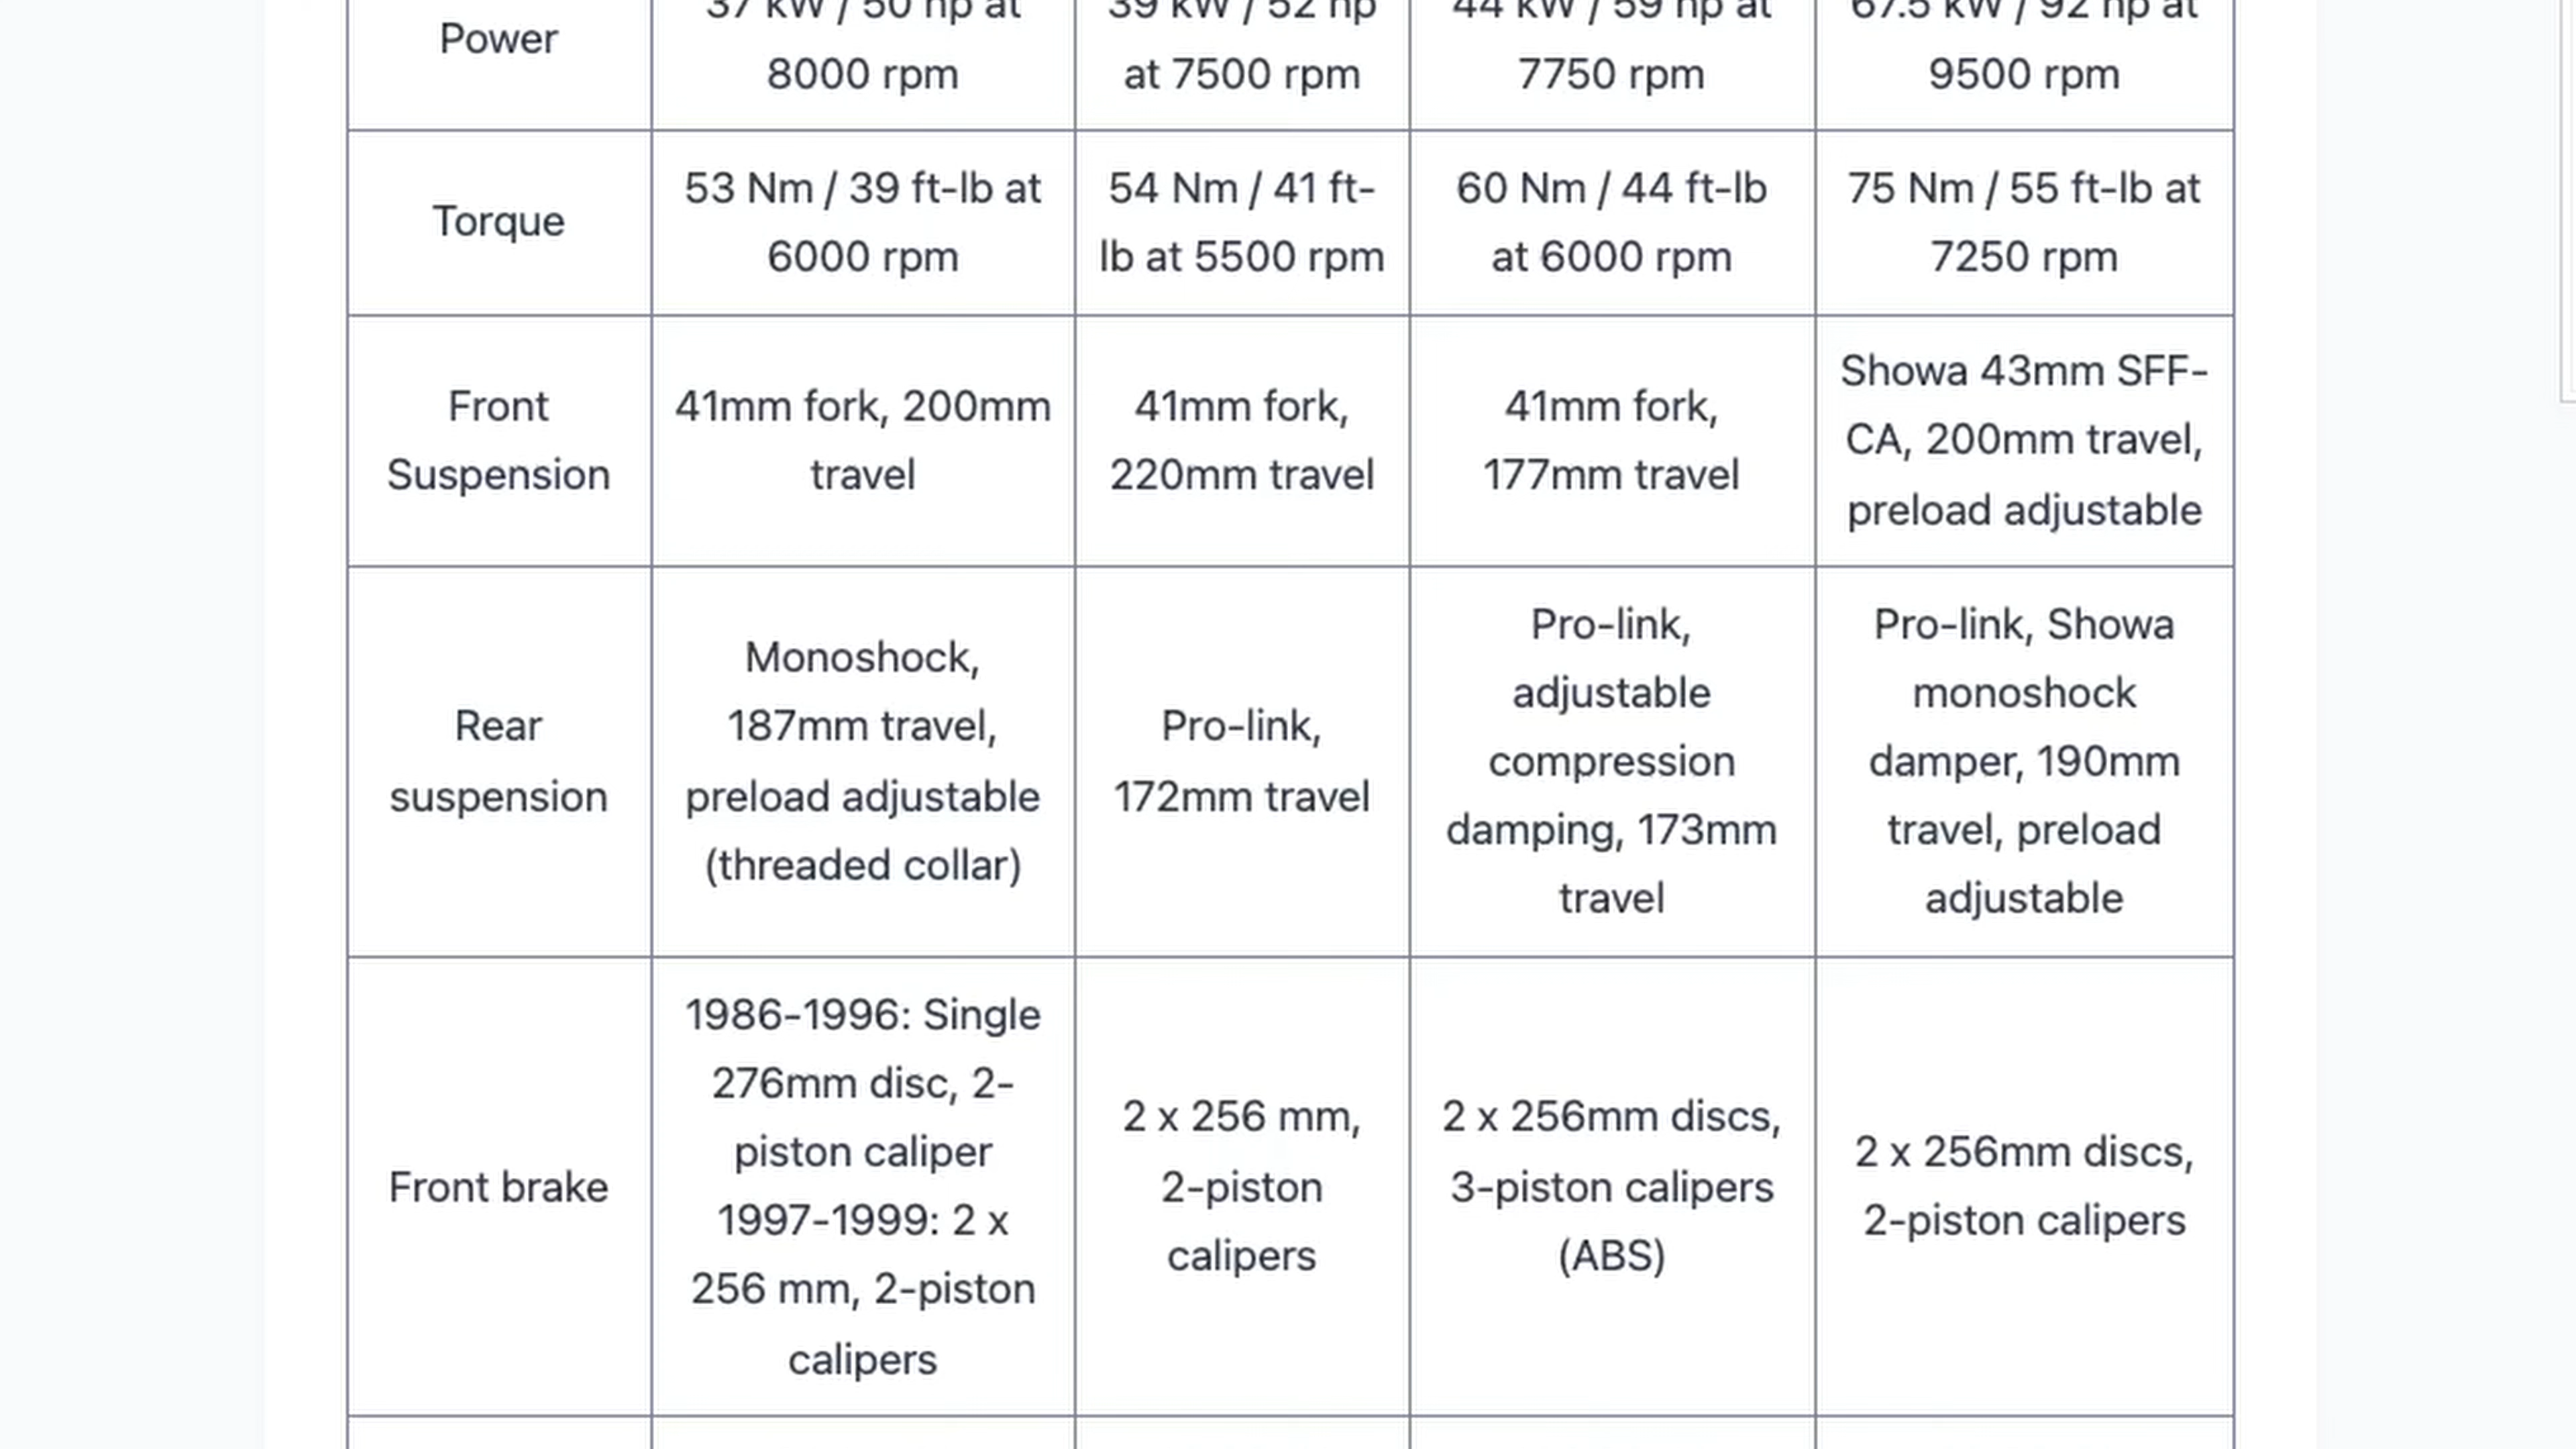 Power
37 kW / 50 hp at
8000 rpm
39 kW / 52 hp
at 7500 rpm
44 kW / 59 hp at
7750 rpm
67.5 kW / 92 hp at
9500 rpm
Torque
53 Nm / 39 ft-lb at
6000 rpm
54 Nm / 41 ft-
lb at 5500 rpm
60 Nm / 44 ft-lb
at 6000 rpm
75 Nm / 55 ft-lb at
7250 rpm
Front
Suspension
41mm fork, 200mm
travel
41mm fork,
220mm travel
41mm fork,
177mm travel
Showa 43mm SFF-
CA, 200mm travel,
preload adjustable
Rear
suspension
Monoshock,
187mm travel,
preload adjustable
(threaded collar)
Pro-link,
172mm travel
Pro-link,
adjustable
compression
damping, 173mm
travel
Pro-link, Showa
monoshock
damper, 190mm
travel, preload
adjustable
Front brake
1986-1996: Single
276mm disc, 2-
piston caliper
1997-1999: 2 x
256 mm, 2-piston
calipers
2 x 256 mm,
2-piston
calipers
2 x 256mm discs,
3-piston calipers
(ABS)
2 x 256mm discs,
2-piston calipers